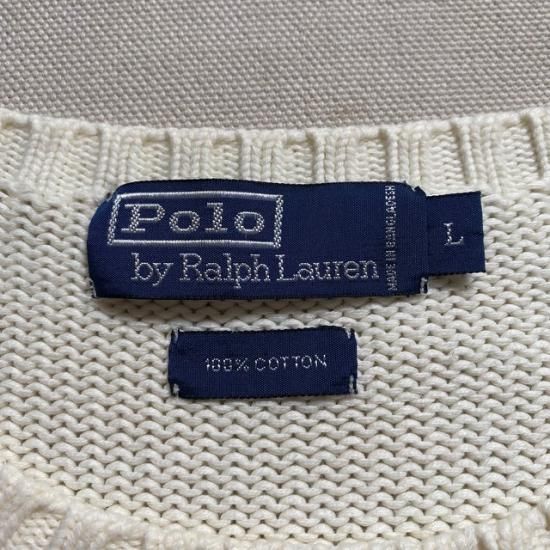 Polo
by Ralph Lauren
MADE IN BANGLADESH
L
100% COTTON